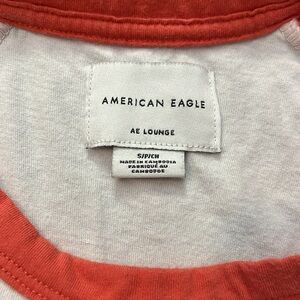 AMERICAN EAGLE
AE LOUNGE
S/P/CH
MADE IN CAMBODIA
FABRIQUÉ AU
CAMBODGE